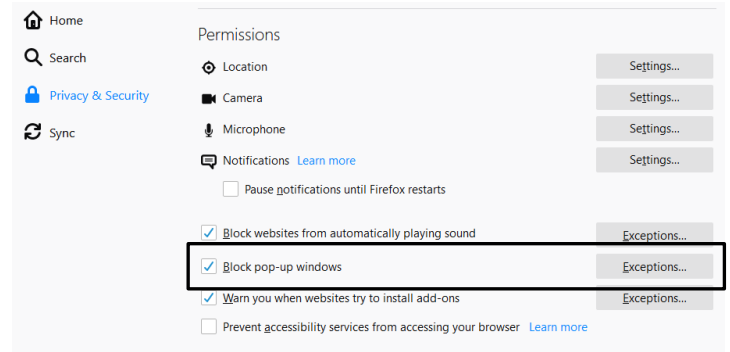 Home
Search
Privacy & Security
Sync
Permissions
Location Settings...
Camera Settings...
Microphone Settings...
Notifications Learn more Settings...
Pause notifications until Firefox restarts
Block websites from automatically playing sound Exceptions...
Block pop-up windows Exceptions...
Warn you when websites try to install add-ons Exceptions...
Prevent accessibility services from accessing your browser Learn more